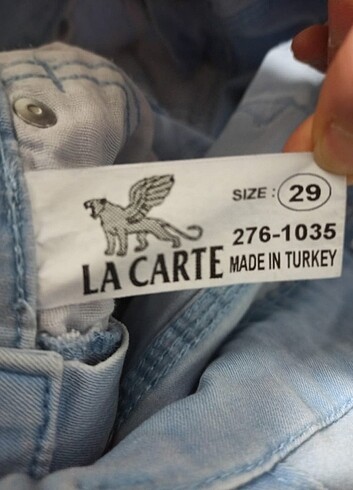 SIZE : 29
276-1035
LA CARTE MADE IN TURKEY